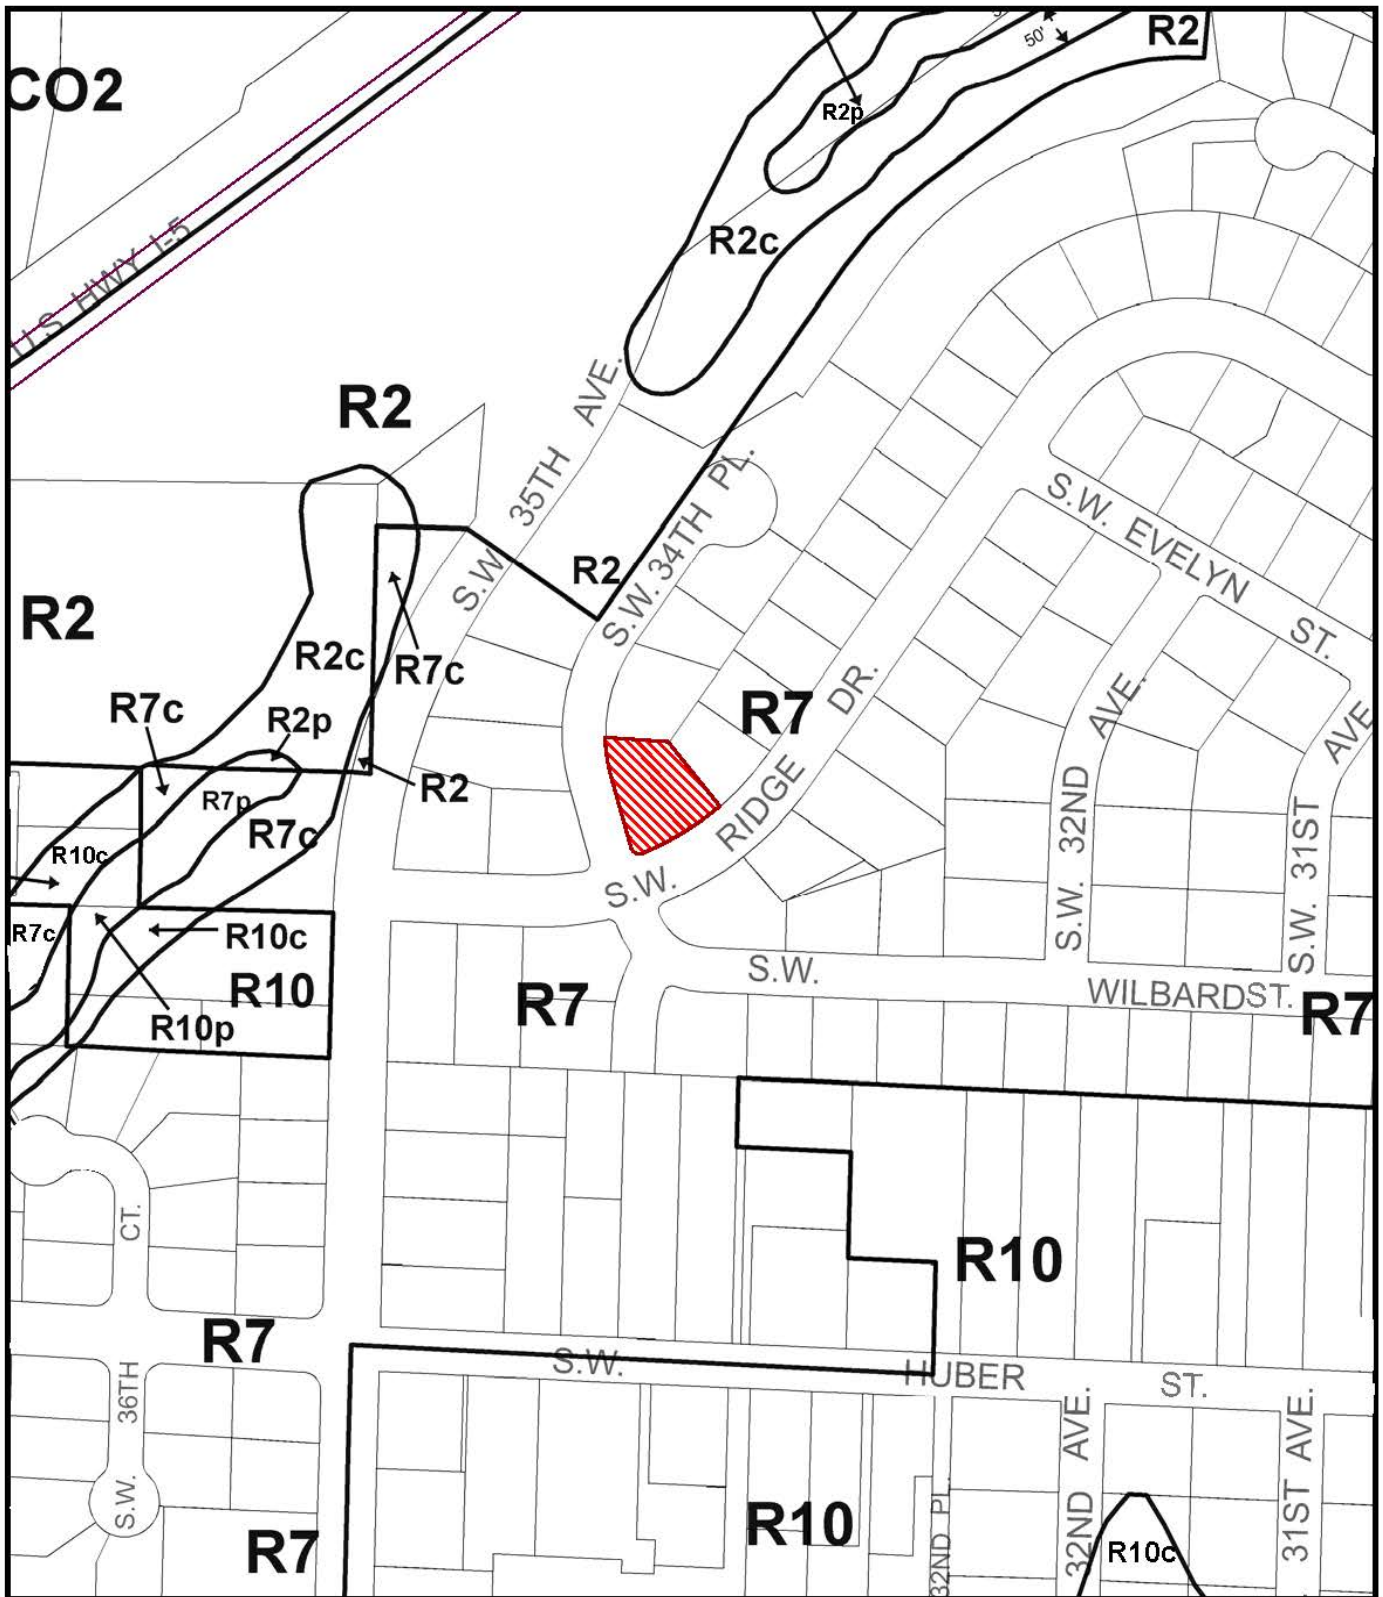 R2
50'
CO2
R2p
U.S HWY I-5
R2c
35TH AVE.
R2
S.W. 34TH PL.
S.W. EVELYN ST.
S.W.
R2
R2
R2c
R7c
R7c
R2p
R7
RIDGE DR.
AVE.
AVE
R2
R7p
R7c
R10c
S.W. 32ND
S.W. 31ST
S.W.
R7c
R10c
S.W.
R10
R7
WILBARDST.
R7
R10p
CT.
R10
R7
S.W.
HUBER
ST.
36TH
S.W.
AVE.
32ND
31ST AVE.
R10
32ND PL
R7
R10c